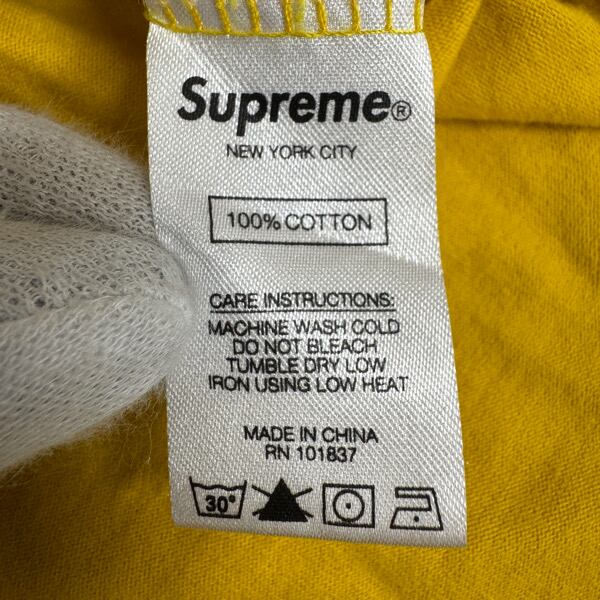 Supreme®
NEW YORK CITY
100% COTTON
CARE INSTRUCTIONS:
MACHINE WASH COLD
DO NOT BLEACH
TUMBLE DRY LOW
IRON USING LOW HEAT
MADE IN CHINA
RN 101837
30°